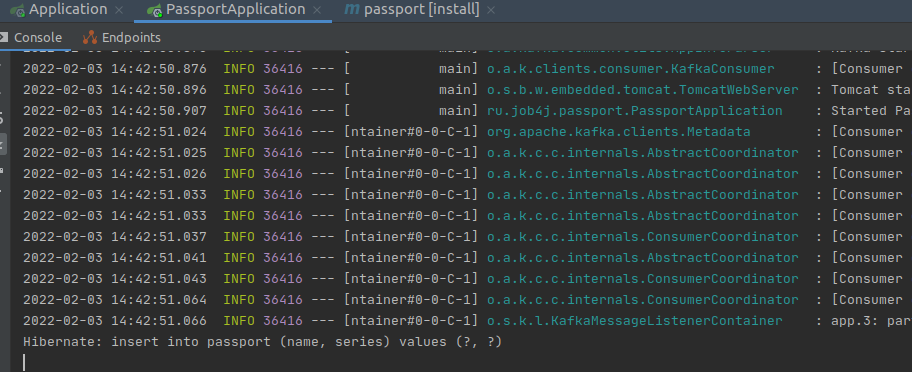 Application
PassportApplication
passport [install]
Console
Endpoints
2022-02-03 14:42:50.876 INFO 36416 --- [ main] o.a.k.clients.consumer.KafkaConsumer : [Consumer
2022-02-03 14:42:50.896 INFO 36416 --- [ main] o.s.b.w.embedded.tomcat.TomcatWebServer : Tomcat sta
2022-02-03 14:42:50.907 INFO 36416 --- [ main] ru.job4j.passport.PassportApplication : Started Pa
2022-02-03 14:42:51.024 INFO 36416 --- [ntainer#0-0-C-1] org.apache.kafka.clients.Metadata : [Consumer
2022-02-03 14:42:51.025 INFO 36416 --- [ntainer#0-0-C-1] o.a.k.c.c.internals.AbstractCoordinator : [Consumer
2022-02-03 14:42:51.026 INFO 36416 --- [ntainer#0-0-C-1] o.a.k.c.c.internals.AbstractCoordinator : [Consumer
2022-02-03 14:42:51.033 INFO 36416 --- [ntainer#0-0-C-1] o.a.k.c.c.internals.AbstractCoordinator : [Consumer
2022-02-03 14:42:51.033 INFO 36416 --- [ntainer#0-0-C-1] o.a.k.c.c.internals.AbstractCoordinator : [Consumer
2022-02-03 14:42:51.037 INFO 36416 --- [ntainer#0-0-C-1] o.a.k.c.c.internals.ConsumerCoordinator : [Consumer
2022-02-03 14:42:51.041 INFO 36416 --- [ntainer#0-0-C-1] o.a.k.c.c.internals.AbstractCoordinator : [Consumer
2022-02-03 14:42:51.043 INFO 36416 --- [ntainer#0-0-C-1] o.a.k.c.c.internals.ConsumerCoordinator : [Consumer
2022-02-03 14:42:51.064 INFO 36416 --- [ntainer#0-0-C-1] o.a.k.c.c.internals.ConsumerCoordinator : [Consumer
2022-02-03 14:42:51.066 INFO 36416 --- [ntainer#0-0-C-1] o.s.k.l.KafkaMessageListenerContainer : app.3: par
Hibernate: insert into passport (name, series) values (?, ?)